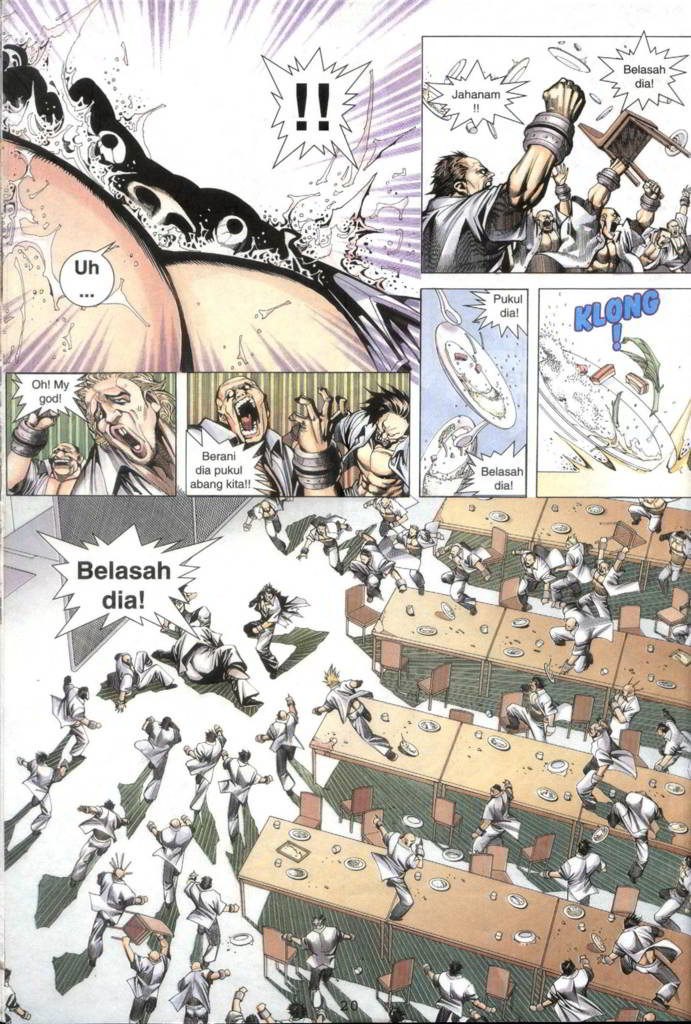 !!
Uh
...
Jahanam
!!
Belasah
dia!
Pukul
dia!
Belasah
dia!
KLONG
!
Oh! My
god!
Berani
dia pukul
abang kita!!
Belasah
dia!
20